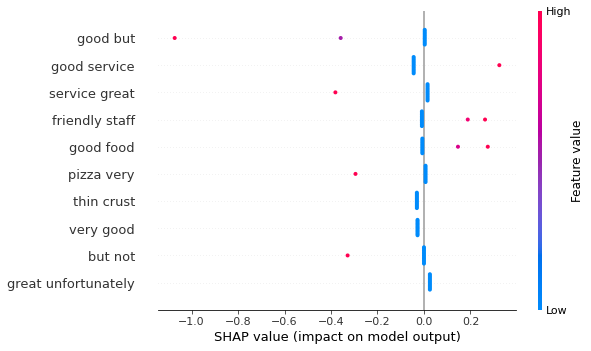 High
good but
good service
service great
friendly staff
good food
pizza very
thin crust
very good
but not
great unfortunately
Feature value
Low
−1.0 −0.8 −0.6 −0.4 −0.2 0.0 0.2
SHAP value (impact on model output)